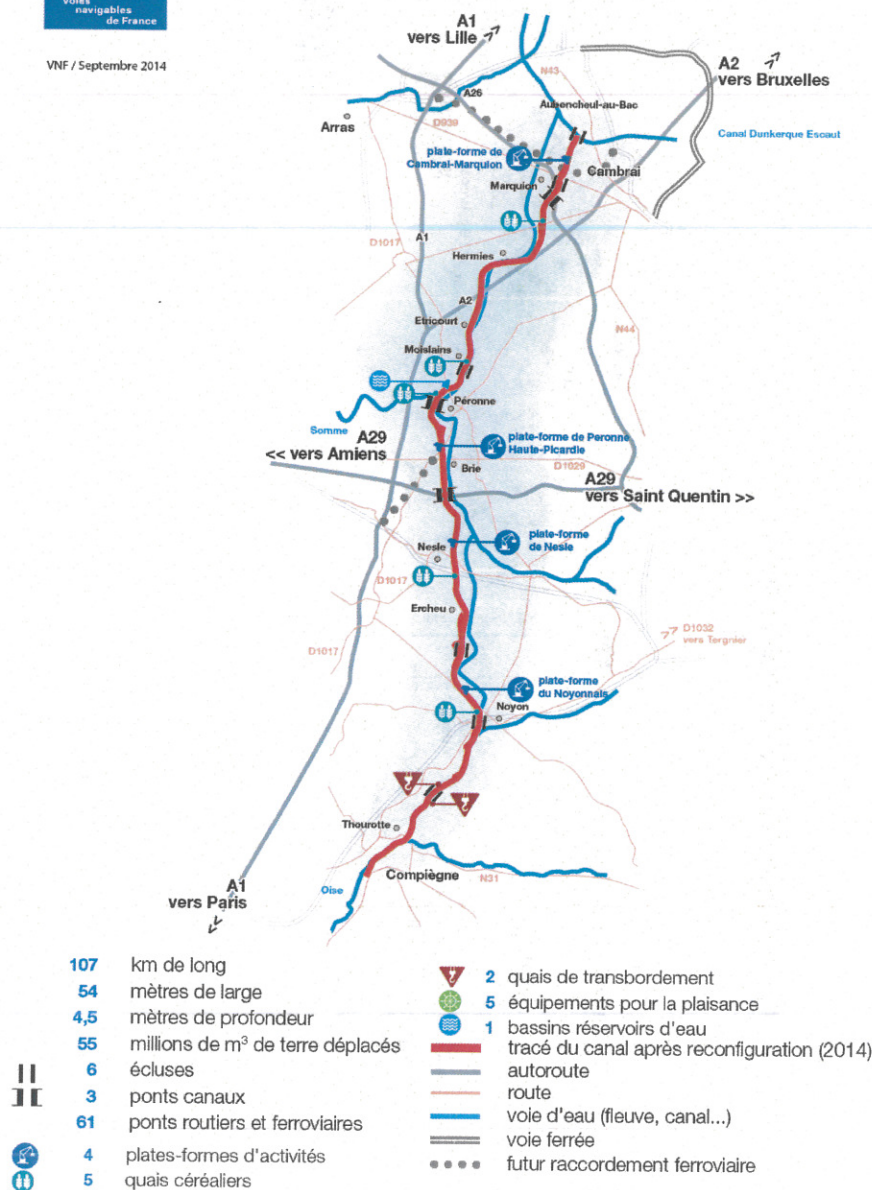 Voies
navigables
de France
VNF / Septembre 2014
A1
vers Lille
A2
vers Bruxelles
N43
A26
Aubencheul-au-Bac
Arras
D939
Canal Dunkerque Escaut
plate-forme de
Cambrai-Marquion
Cambrai
Marquion
D1017
A1
Hermies
A2
Etricourt
N44
Moislains
Péronne
Somme
A29
<< vers Amiens
plate-forme de Peronne
Haute-Picardie
Brie
D1029
A29
vers Saint Quentin >>
plate-forme
de Nesle
Nesle
D1017
Ercheu
D1032
vers Tergnier
D1017
plate-forme
du Noyonnais
Noyon
Thourotte
Compiègne
N31
Oise
A1
vers Paris
107 km de long
54 mètres de large
4,5 mètres de profondeur
55 millions de m³ de terre déplacés
6 écluses
3 ponts canaux
61 ponts routiers et ferroviaires
4 plates-formes d'activités
5 quais céréaliers
2 quais de transbordement
5 équipements pour la plaisance
1 bassins réservoirs d'eau
tracé du canal après reconfiguration (2014)
autoroute
route
voie d'eau (fleuve, canal...)
voie ferrée
futur raccordement ferroviaire